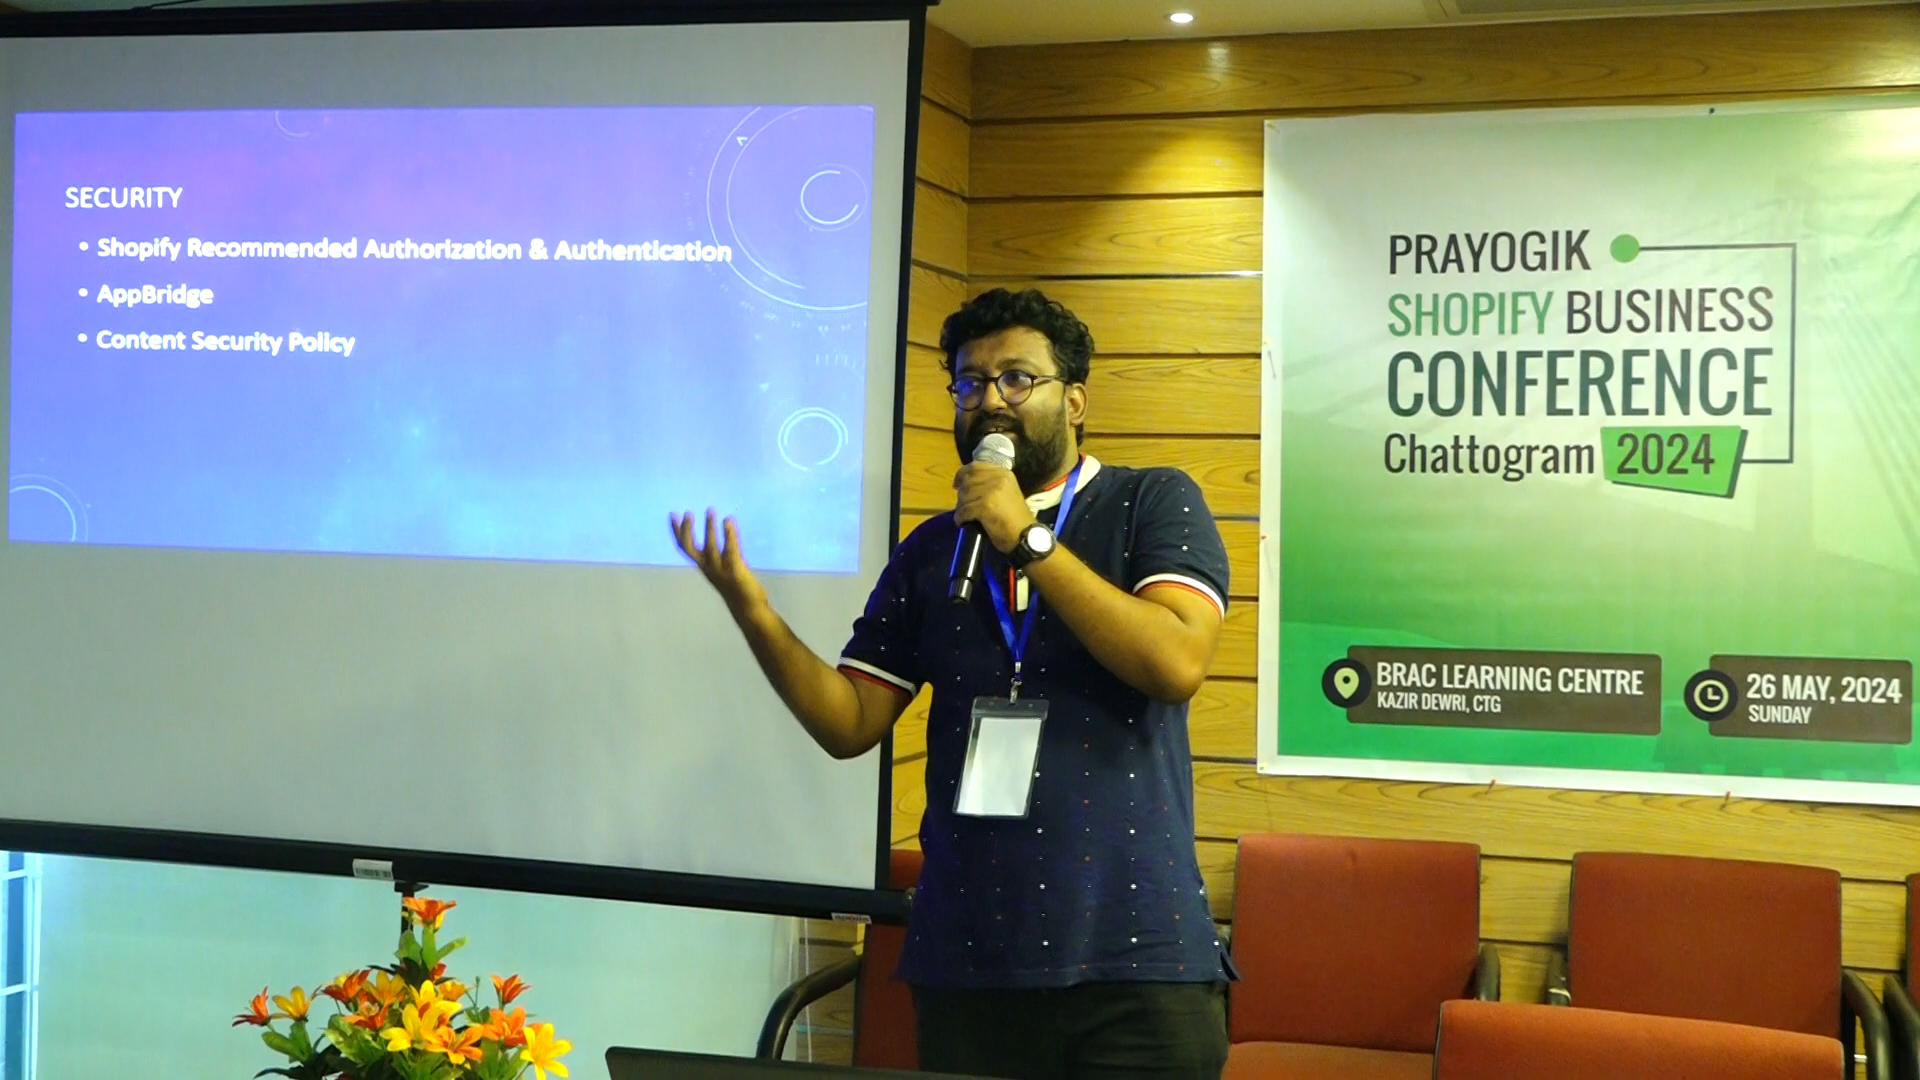 SECURITY
• Shopify Recommended Authorization & Authentication
• AppBridge
• Content Security Policy
PRAYOGIK
SHOPIFY BUSINESS
CONFERENCE
Chattogram 2024
BRAC LEARNING CENTRE
KAZIR DEWRI, CTG
26 MAY, 2024
SUNDAY